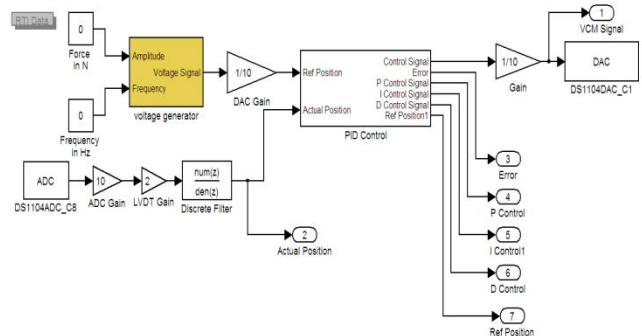 RTI Data
0
Force
in N
Amplitude
Voltage Signal
Frequency
voltage generator
0
Frequency
in Hz
1/10
DAC Gain
Ref Position
Actual Position
Control Signal
Error
P Control Signal
I Control Signal
D Control Signal
Ref Position1
PID Control
1/10
Gain
1
VCM Signal
DAC
DS1104DAC_C1
ADC
DS1104ADC_C8
10
ADC Gain
2
LVDT Gain
num(z)
den(z)
Discrete Filter
2
Actual Position
3
Error
4
P Control
5
I Control1
6
D Control
7
Ref Position